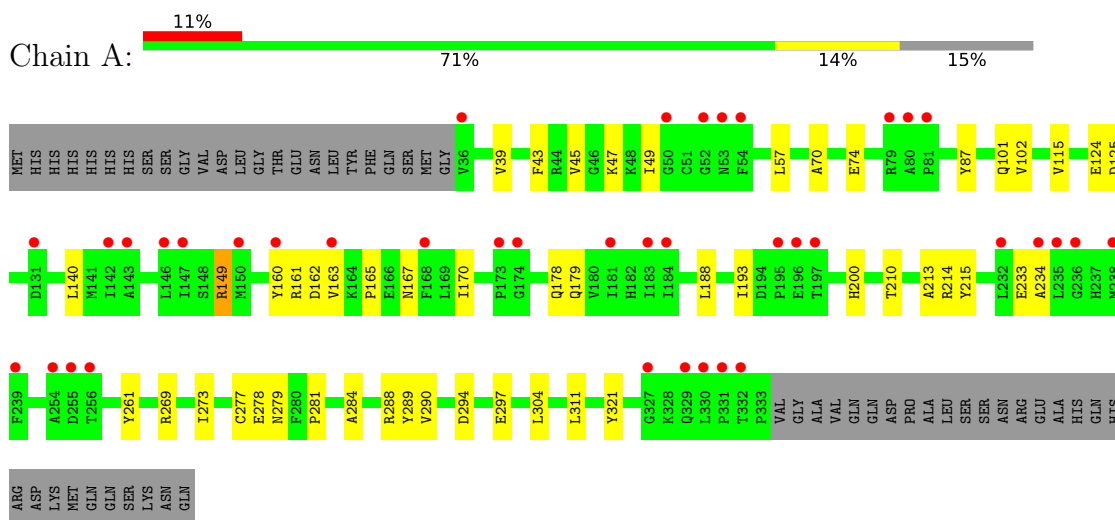 11%
Chain A:
71% 14% 15%
MET HIS HIS HIS HIS HIS HIS SER SER GLY VAL ASP LEU GLY THR GLU ASN LEU TYR PHE GLN SER MET GLY V36 V39 F43 R44 V45 G46 K47 K48 I49 G50 C51 G52 N53 F54 L57 A70 E74 R79 A80 P81 Y87 Q101 V102 V115 E124 D125
D131 L140 M141 I142 A143 L146 I147 S148 R149 M150 Y160 R161 D162 V163 K164 P165 E166 N167 F168 L169 I170 P173 G174 Q178 Q179 V180 I181 H182 I183 I184 L188 I193 D194 P195 E196 T197 H200 T210 A213 R214 Y215 L232 E233 A234 L235 G236 H237 M238
F239 A254 D255 T256 Y261 R269 I273 C277 E278 N279 F280 P281 A284 R288 Y289 V290 D294 E297 L304 L311 Y321 G327 K328 Q329 L330 P331 T332 P333 VAL GLY ALA VAL GLN GLN ASP PRO ALA LEU SER SER ASN ARG GLU ALA HIS GLN HIS
ARG ASP LYS MET GLN GLN SER LYS ASN GLN